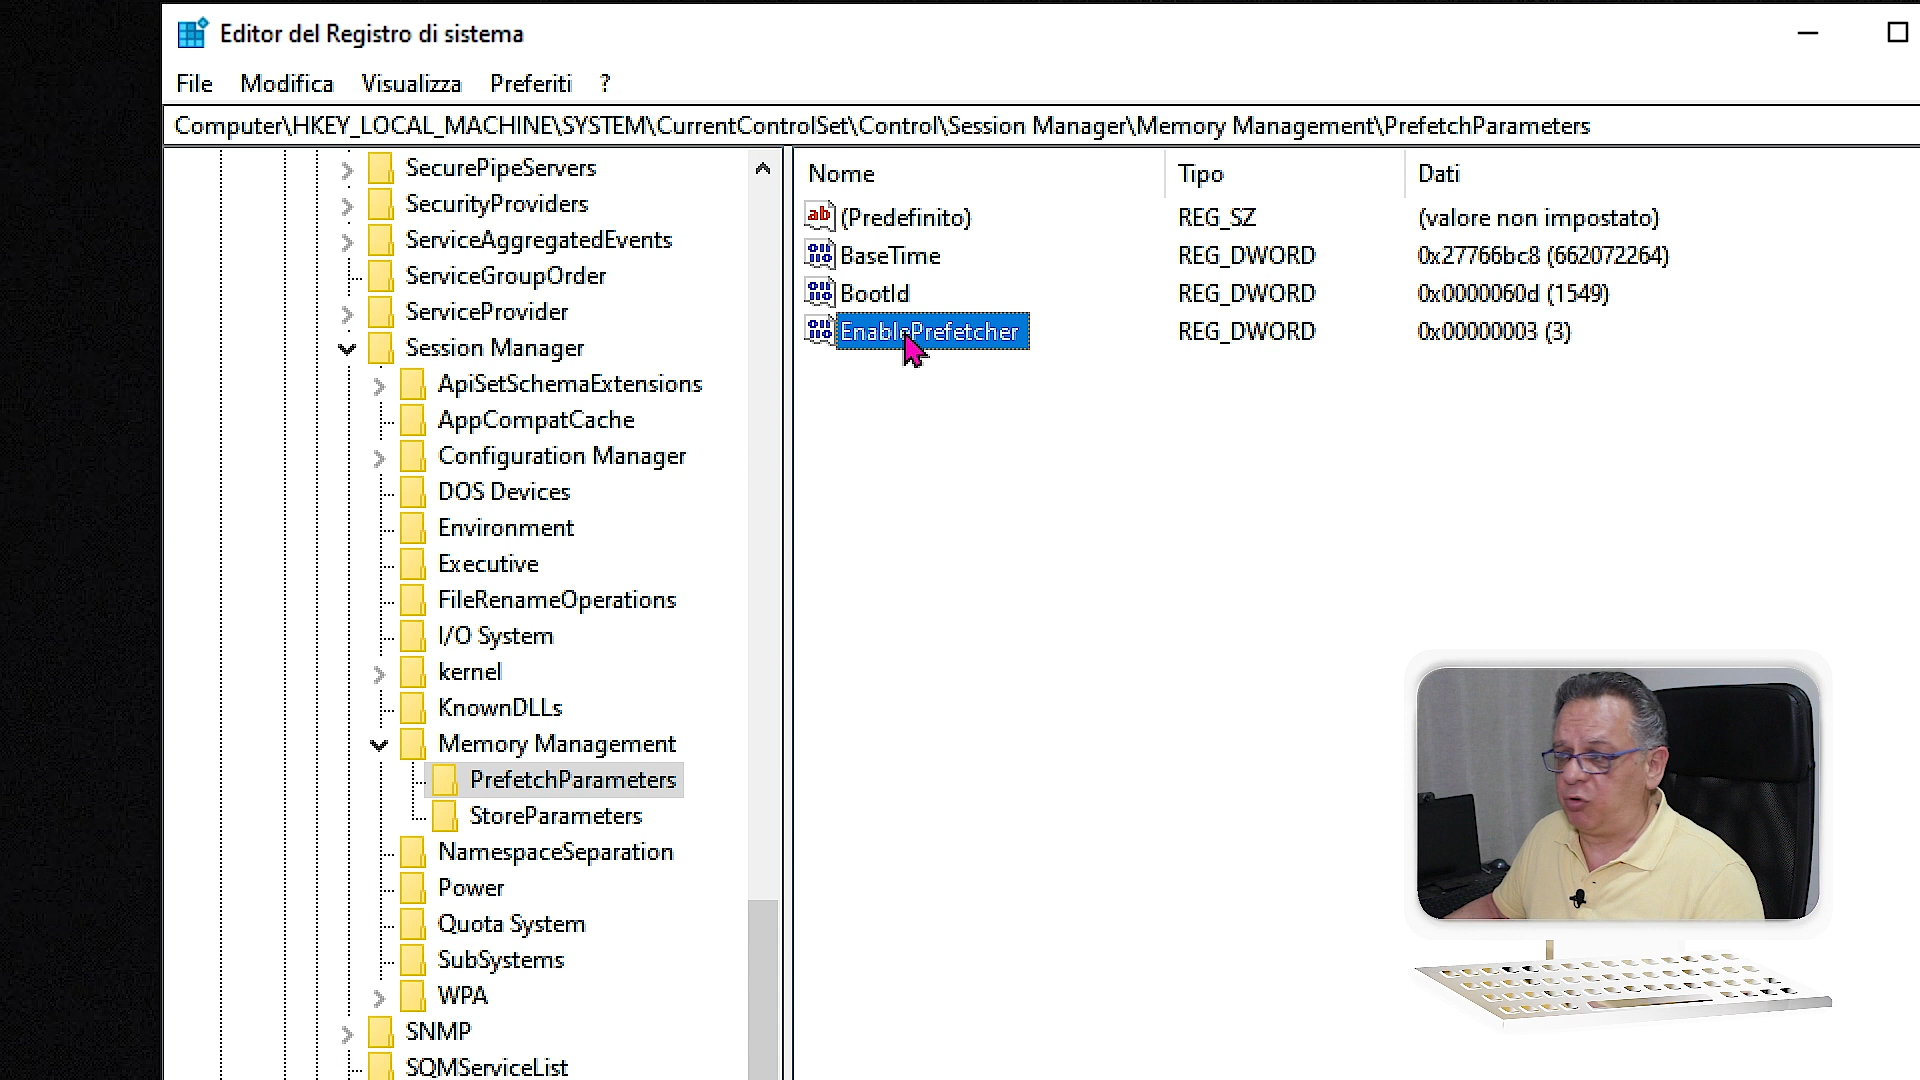 Editor del Registro di sistema
File Modifica Visualizza Preferiti ?
Computer\HKEY_LOCAL_MACHINE\SYSTEM\CurrentControlSet\Control\Session Manager\Memory Management\PrefetchParameters
SecurePipeServers
SecurityProviders
ServiceAggregatedEvents
ServiceGroupOrder
ServiceProvider
Session Manager
ApiSetSchemaExtensions
AppCompatCache
Configuration Manager
DOS Devices
Environment
Executive
FileRenameOperations
I/O System
kernel
KnownDLLs
Memory Management
PrefetchParameters
StoreParameters
NamespaceSeparation
Power
Quota System
SubSystems
WPA
SNMP
SQMServiceList
Nome Tipo Dati
(Predefinito) REG_SZ (valore non impostato)
BaseTime REG_DWORD 0x27766bc8 (662072264)
BootId REG_DWORD 0x0000060d (1549)
EnablePrefetcher REG_DWORD 0x00000003 (3)